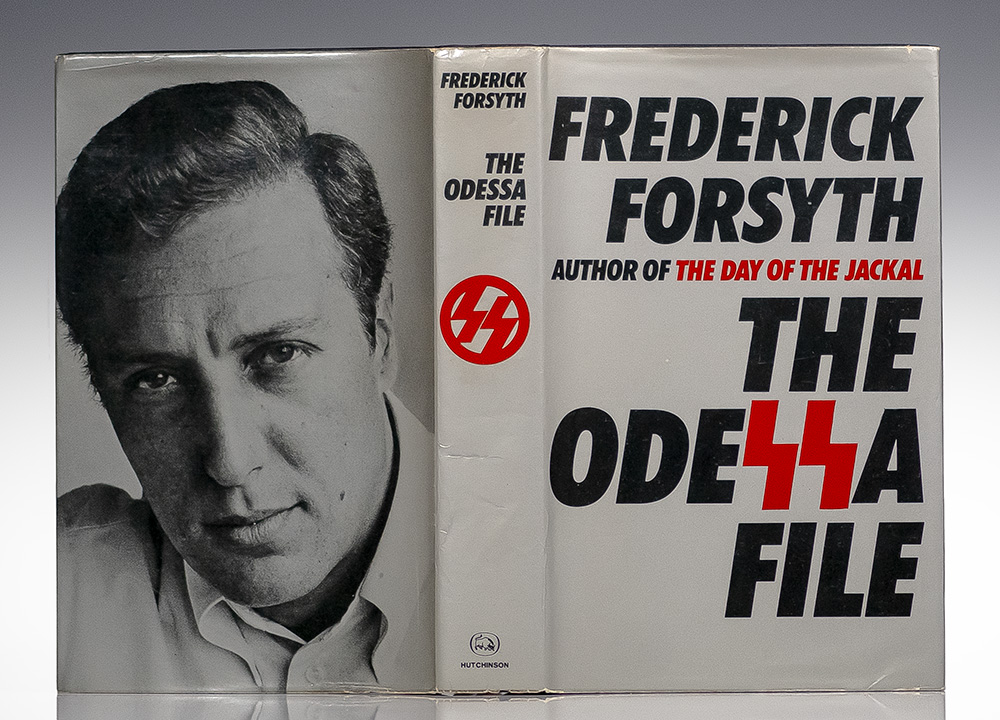 FREDERICK
FORSYTH
THE
ODESSA
FILE
HUTCHINSON
FREDERICK
FORSYTH
AUTHOR OF THE DAY OF THE JACKAL
THE
ODESSA
FILE